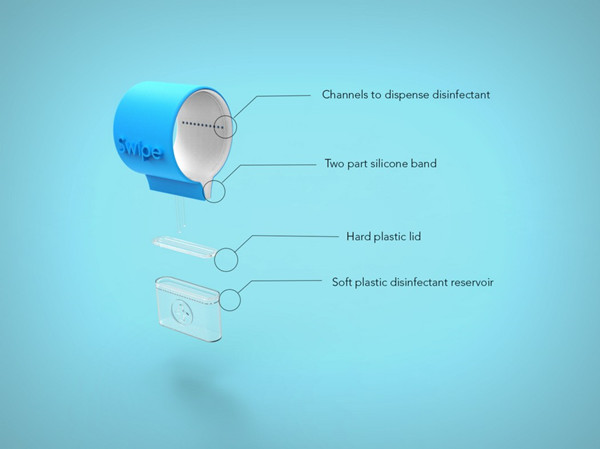 Channels to dispense disinfectant
Swipe
Two part silicone band
Hard plastic lid
Soft plastic disinfectant reservoir